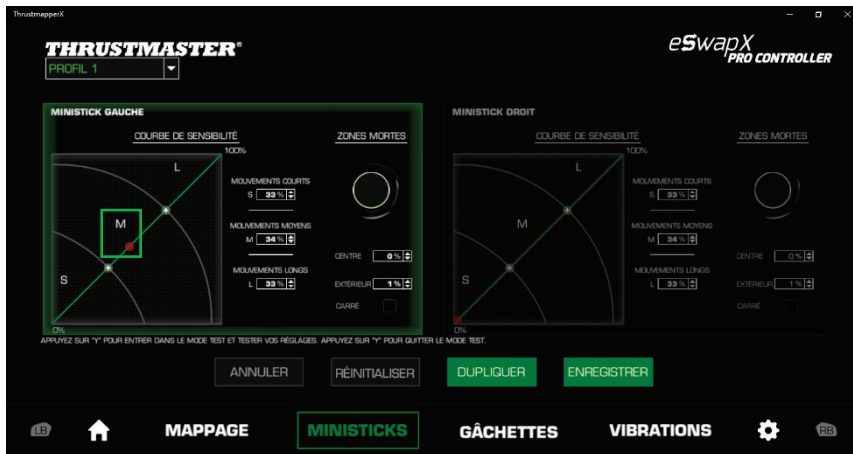 ThrustmapperX
THRUSTMASTER®
eSwapX
PRO CONTROLLER
PROFIL 1
MINISTICK GAUCHE
COURBE DE SENSIBILITÉ
ZONES MORTES
100%
L
MOUVEMENTS COURTS
S 33 %
M
MOUVEMENTS MOYENS
M 34 %
CENTRE 0 %
MOUVEMENTS LONGS
S
L 33 %
EXTÉRIEUR 1 %
CARRÉ
0%
MINISTICK DROIT
COURBE DE SENSIBILITÉ
ZONES MORTES
100%
L
MOUVEMENTS COURTS
S 33 %
M
MOUVEMENTS MOYENS
M 34 %
CENTRE 0 %
MOUVEMENTS LONGS
S
L 33 %
EXTÉRIEUR 1 %
CARRÉ
0%
APPUYEZ SUR "Y" POUR ENTRER DANS LE MODE TEST ET TESTER VOS RÉGLAGES. APPUYEZ SUR "Y" POUR QUITTER LE MODE TEST.
ANNULER
RÉINITIALISER
DUPLIQUER
ENREGISTRER
LB
MAPPAGE
MINISTICKS
GÂCHETTES
VIBRATIONS
RB